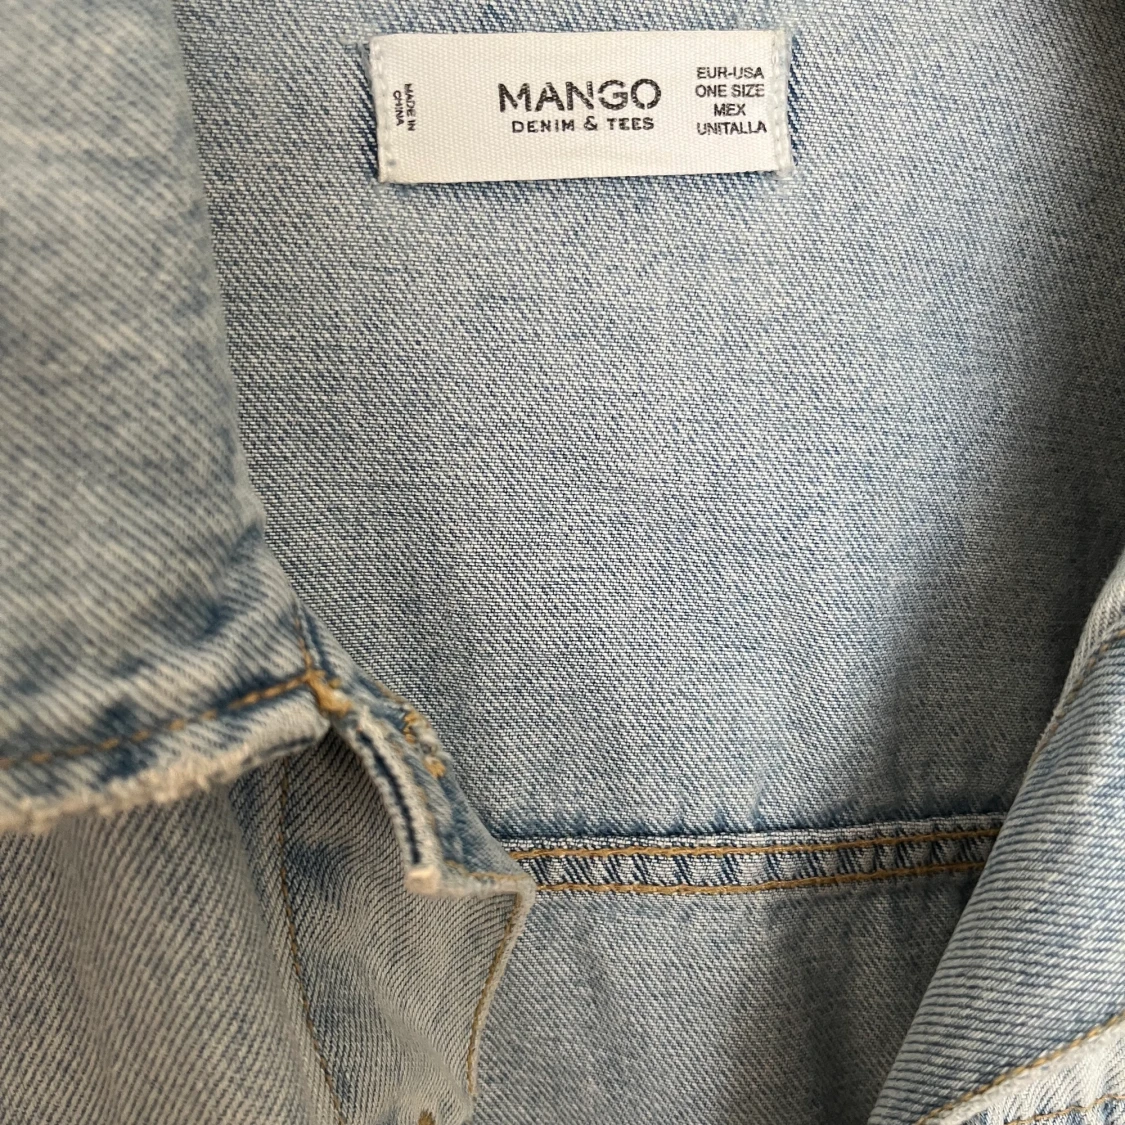 MADE IN
CHINA
MANGO
DENIM & TEES
EUR-USA
ONE SIZE
MEX
UNITALLA